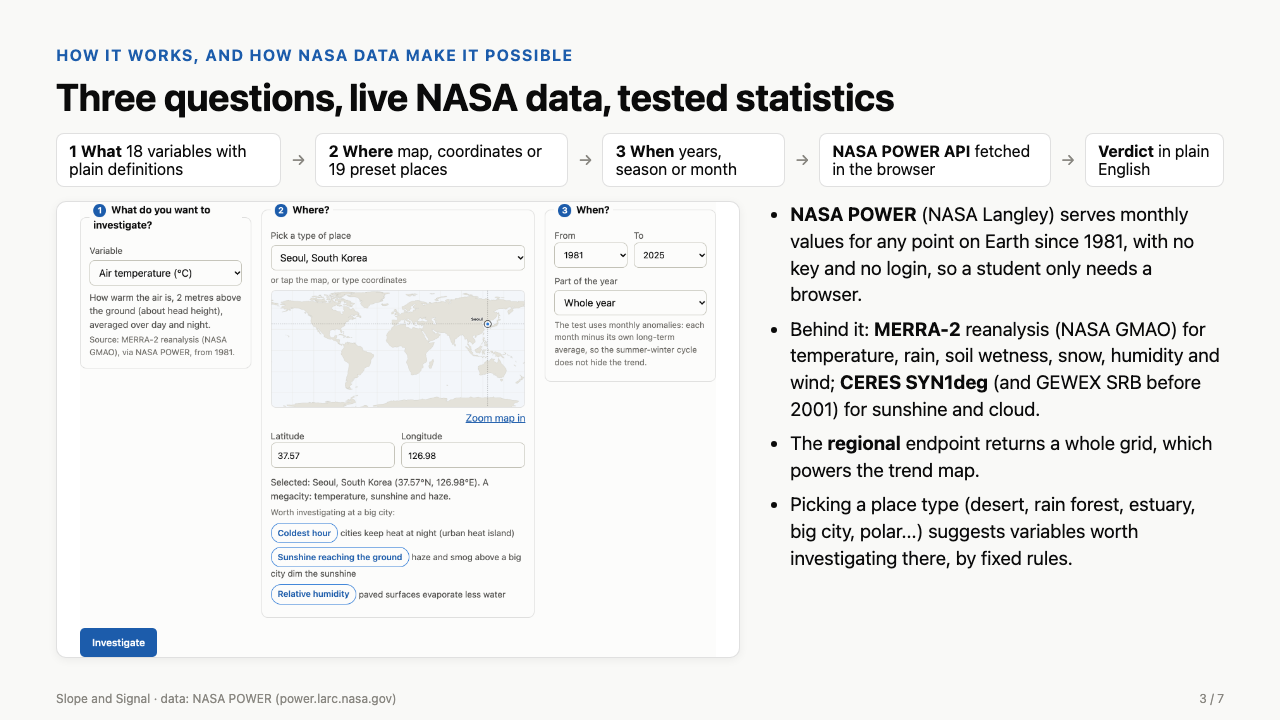 HOW IT WORKS, AND HOW NASA DATA MAKE IT POSSIBLE
Three questions, live NASA data, tested statistics
1 What 18 variables with
plain definitions
→
2 Where map, coordinates or
19 preset places
→
3 When years,
season or month
→
NASA POWER API fetched
in the browser
→
Verdict in plain
English
1 What do you want to
investigate?
Variable
Air temperature (°C)
How warm the air is, 2 metres above
the ground (about head height),
averaged over day and night.
Source: MERRA-2 reanalysis (NASA
GMAO), via NASA POWER, from 1981.
2 Where?
Pick a type of place
Seoul, South Korea
or tap the map, or type coordinates
Seoul
Zoom map in
Latitude
Longitude
37.57
126.98
Selected: Seoul, South Korea (37.57°N, 126.98°E). A
megacity: temperature, sunshine and haze.
Worth investigating at a big city:
Coldest hour cities keep heat at night (urban heat island)
Sunshine reaching the ground haze and smog above a big
city dim the sunshine
Relative humidity paved surfaces evaporate less water
3 When?
From
To
1981
2025
Part of the year
Whole year
The test uses monthly anomalies: each
month minus its own long-term
average, so the summer-winter cycle
does not hide the trend.
Investigate
• NASA POWER (NASA Langley) serves monthly
values for any point on Earth since 1981, with no
key and no login, so a student only needs a
browser.
• Behind it: MERRA-2 reanalysis (NASA GMAO) for
temperature, rain, soil wetness, snow, humidity and
wind; CERES SYN1deg (and GEWEX SRB before
2001) for sunshine and cloud.
• The regional endpoint returns a whole grid, which
powers the trend map.
• Picking a place type (desert, rain forest, estuary,
big city, polar...) suggests variables worth
investigating there, by fixed rules.
Slope and Signal · data: NASA POWER (power.larc.nasa.gov)
3 / 7